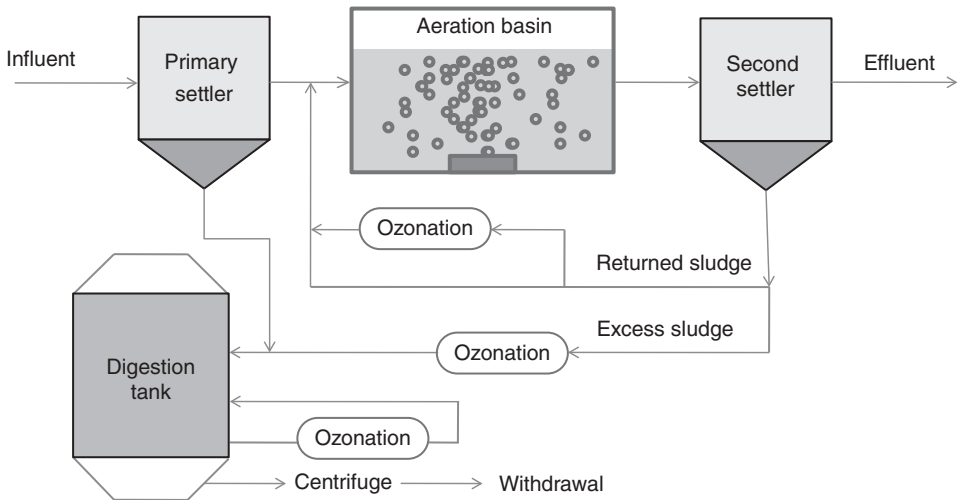 Aeration basin
Influent
Primary
settler
Second
settler
Effluent
Ozonation
Returned sludge
Excess sludge
Ozonation
Digestion
tank
Ozonation
Centrifuge
Withdrawal